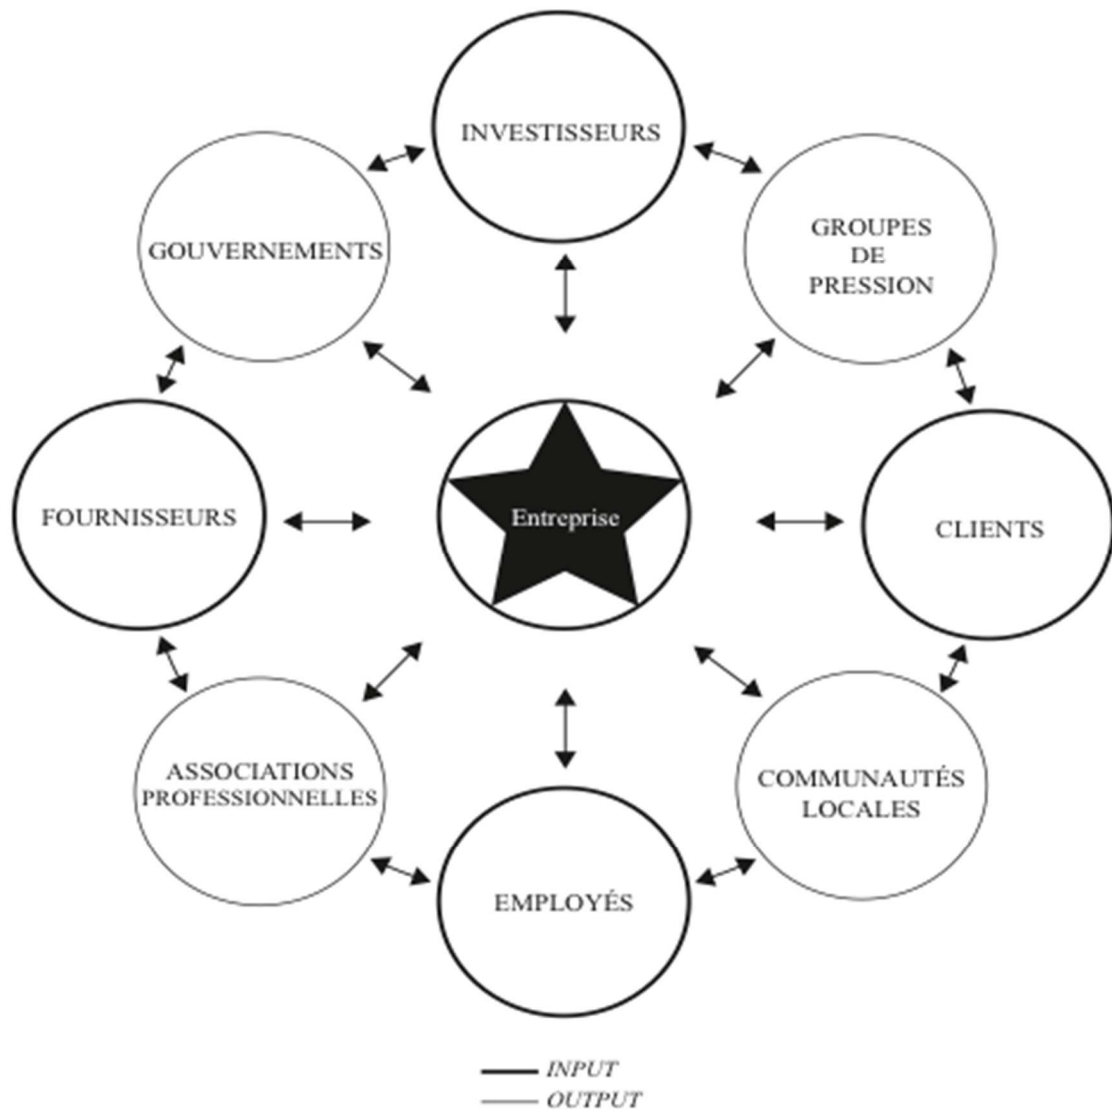 INVESTISSEURS
GOUVERNEMENTS
GROUPES
DE
PRESSION
FOURNISSEURS
Entreprise
CLIENTS
ASSOCIATIONS
PROFESSIONNELLES
COMMUNAUTÉS
LOCALES
EMPLOYÉS
INPUT
OUTPUT